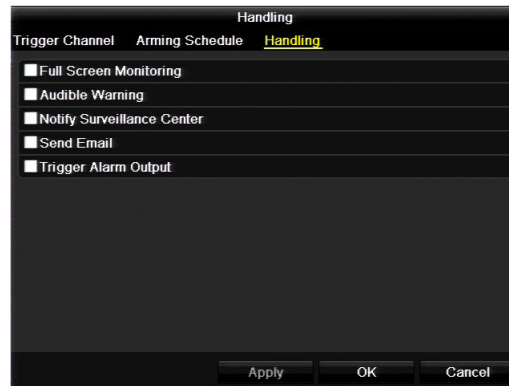 Handling
Trigger Channel Arming Schedule Handling
Full Screen Monitoring
Audible Warning
Notify Surveillance Center
Send Email
Trigger Alarm Output
Apply OK Cancel